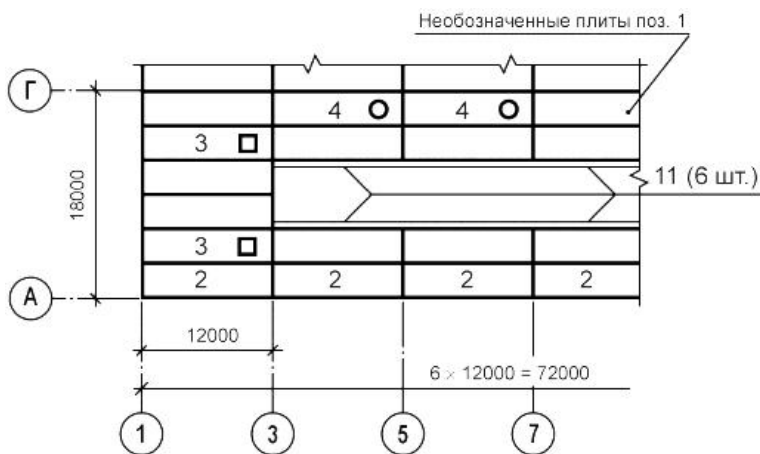 Необозначенные плиты поз. 1
Г
4
4
3
11 (6 шт.)
18000
3
2
2
2
2
А
12000
6 × 12000 = 72000
1
3
5
7